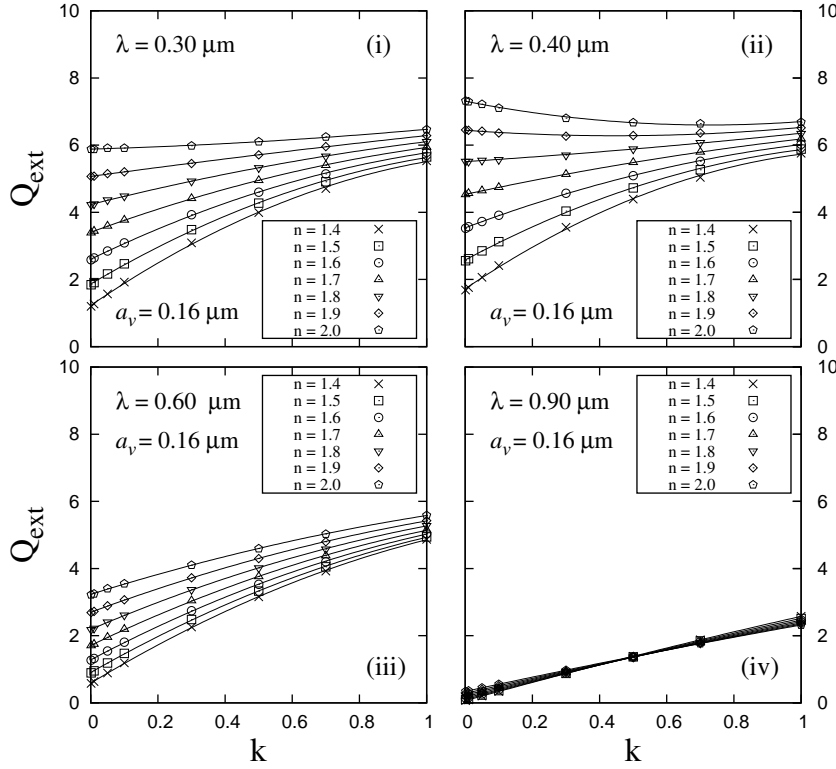 λ = 0.30 μm
(i)
Q_ext
10
8
6
4
2
0
n = 1.4
n = 1.5
n = 1.6
n = 1.7
n = 1.8
n = 1.9
n = 2.0
a_v = 0.16 μm
λ = 0.40 μm
(ii)
10
8
6
4
2
0
n = 1.4
n = 1.5
n = 1.6
n = 1.7
n = 1.8
n = 1.9
n = 2.0
a_v = 0.16 μm
λ = 0.60 μm
a_v = 0.16 μm
n = 1.4
n = 1.5
n = 1.6
n = 1.7
n = 1.8
n = 1.9
n = 2.0
Q_ext
10
8
6
4
2
0
(iii)
0 0.2 0.4 0.6 0.8 1
k
λ = 0.90 μm
a_v = 0.16 μm
n = 1.4
n = 1.5
n = 1.6
n = 1.7
n = 1.8
n = 1.9
n = 2.0
10
8
6
4
2
0
(iv)
0 0.2 0.4 0.6 0.8 1
k